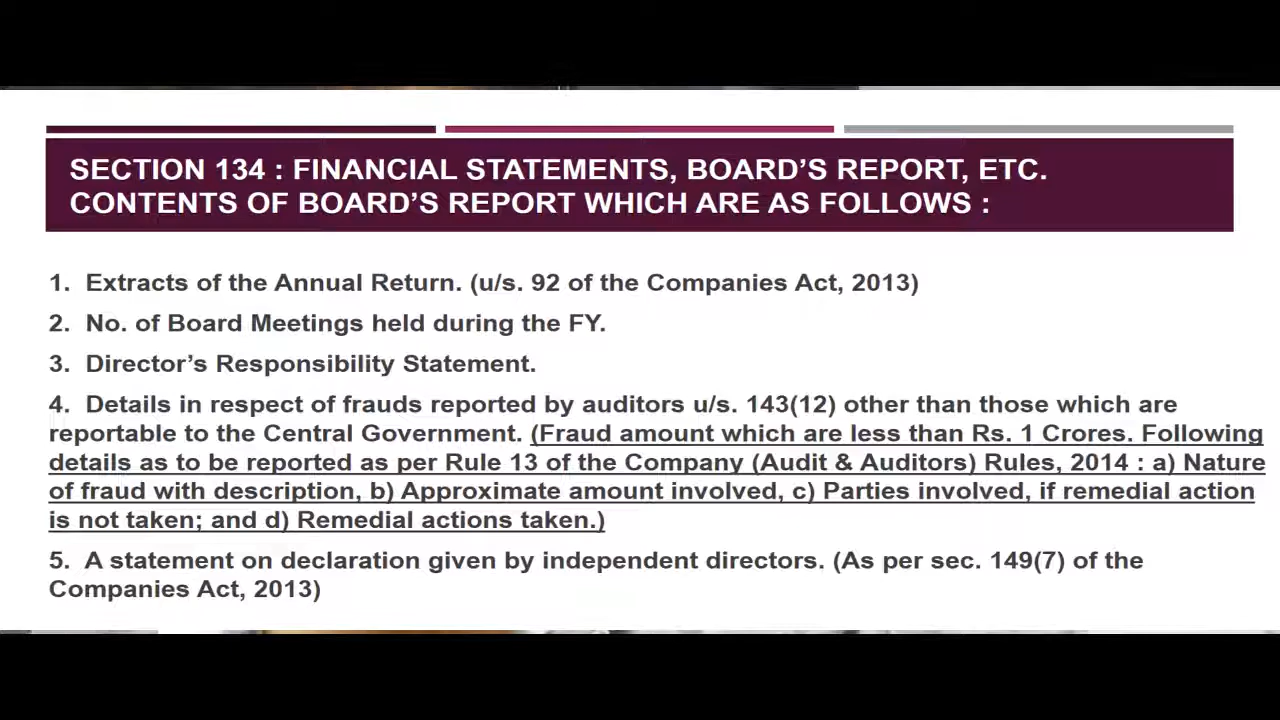 SECTION 134 : FINANCIAL STATEMENTS, BOARD’S REPORT, ETC.
CONTENTS OF BOARD’S REPORT WHICH ARE AS FOLLOWS :
1. Extracts of the Annual Return. (u/s. 92 of the Companies Act, 2013)
2. No. of Board Meetings held during the FY.
3. Director’s Responsibility Statement.
4. Details in respect of frauds reported by auditors u/s. 143(12) other than those which are
reportable to the Central Government. (Fraud amount which are less than Rs. 1 Crores. Following
details as to be reported as per Rule 13 of the Company (Audit & Auditors) Rules, 2014 : a) Nature
of fraud with description, b) Approximate amount involved, c) Parties involved, if remedial action
is not taken; and d) Remedial actions taken.)
5. A statement on declaration given by independent directors. (As per sec. 149(7) of the
Companies Act, 2013)